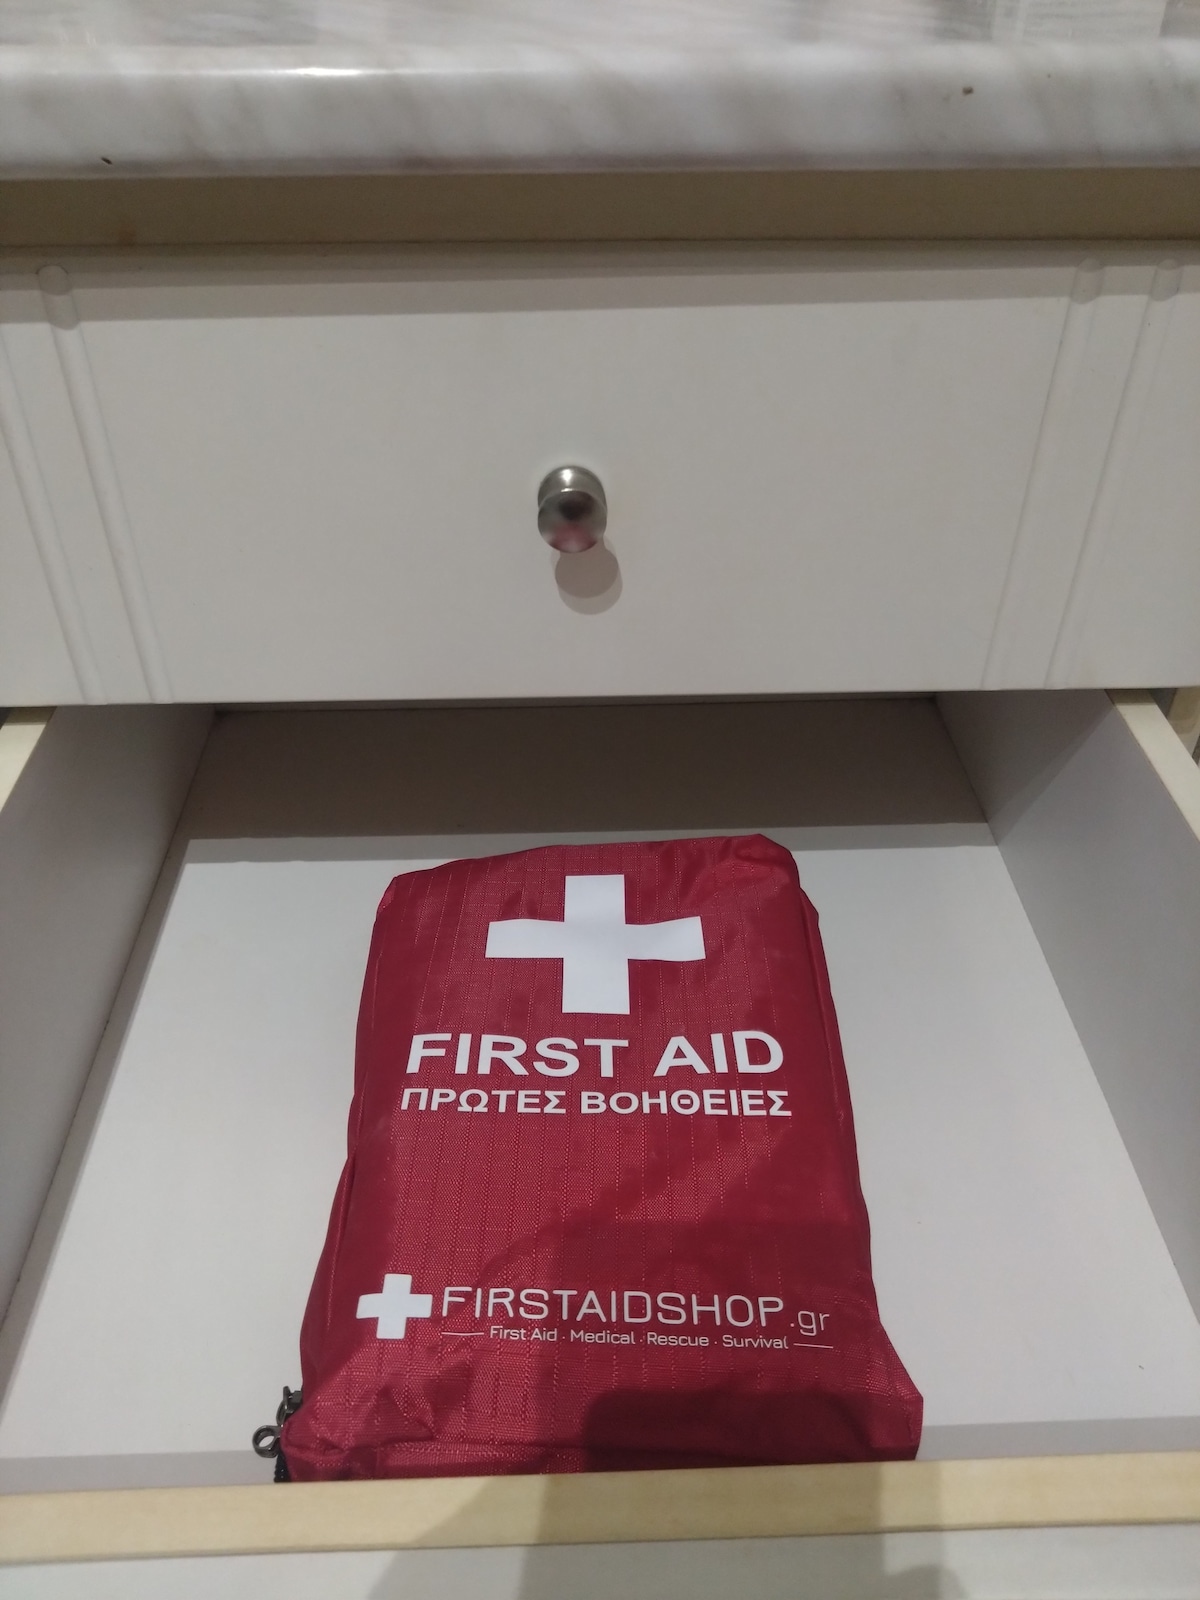 FIRST AID
ΠΡΩΤΕΣ ΒΟΗΘΕΙΕΣ
FIRSTAIDSHOP.gr
First Aid · Medical · Rescue · Survival